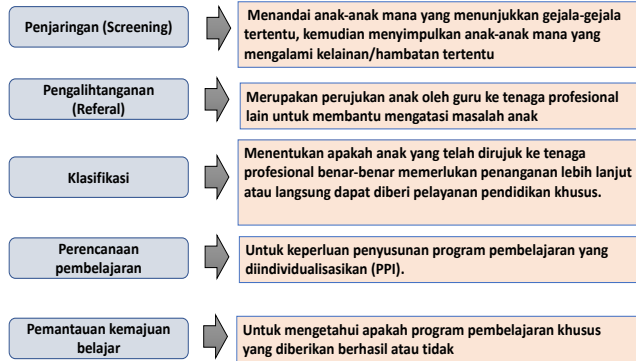 Penjaringan (Screening)
Menandai anak-anak mana yang menunjukkan gejala-gejala
tertentu, kemudian menyimpulkan anak-anak mana yang
mengalami kelainan/hambatan tertentu
Pengalihtanganan
(Referal)
Merupakan perujukan anak oleh guru ke tenaga profesional
lain untuk membantu mengatasi masalah anak
Klasifikasi
Menentukan apakah anak yang telah dirujuk ke tenaga
profesional benar-benar memerlukan penanganan lebih lanjut
atau langsung dapat diberi pelayanan pendidikan khusus.
Perencanaan
pembelajaran
Untuk keperluan penyusunan program pembelajaran yang
diindividualisasikan (PPI).
Pemantauan kemajuan
belajar
Untuk mengetahui apakah program pembelajaran khusus
yang diberikan berhasil atau tidak